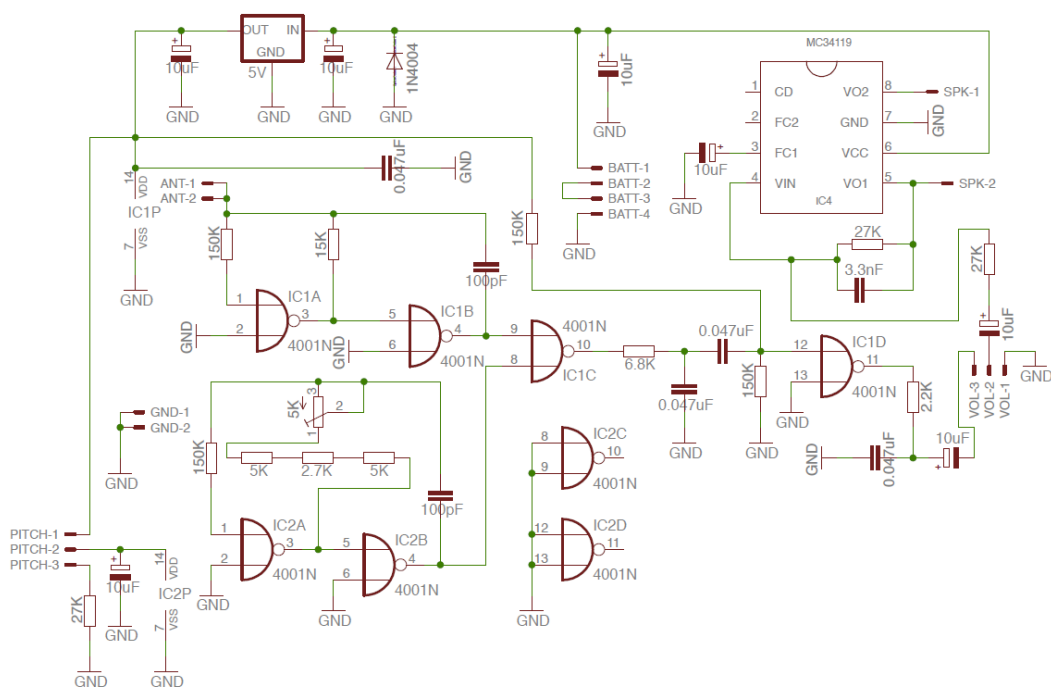 OUT IN
GND
5V
10uF
GND
GND
10uF
GND
1N4004
GND
10uF
GND
MC34119
1 CD VO2 8 SPK-1
2 FC2 GND 7 GND
3 FC1 VCC 6
4 VIN VO1 5 SPK-2
IC4
10uF
GND
0.047uF
GND
14
VDD
IC1P
7
VSS
GND
ANT-1
ANT-2
BATT-1
BATT-2
BATT-3
BATT-4
GND
150K
15K
100pF
150K
27K
3.3nF
27K
10uF
GND
VOL-3
VOL-2
VOL-1
1
2
3
IC1A
4001N
GND
5
6
4
IC1B
4001N
GND
9
8
10
4001N
IC1C
6.8K
0.047uF
0.047uF
GND
150K
GND
12
13
11
IC1D
4001N
GND
2.2K
0.047uF
GND
10uF
GND-1
GND-2
GND
150K
5K
3
2
1
5K
2.7K
5K
100pF
1
2
3
IC2A
4001N
GND
5
6
4
IC2B
4001N
GND
8
9
10
IC2C
4001N
12
13
11
IC2D
4001N
GND
PITCH-1
PITCH-2
PITCH-3
27K
GND
10uF
GND
14
VDD
IC2P
7
VSS
GND